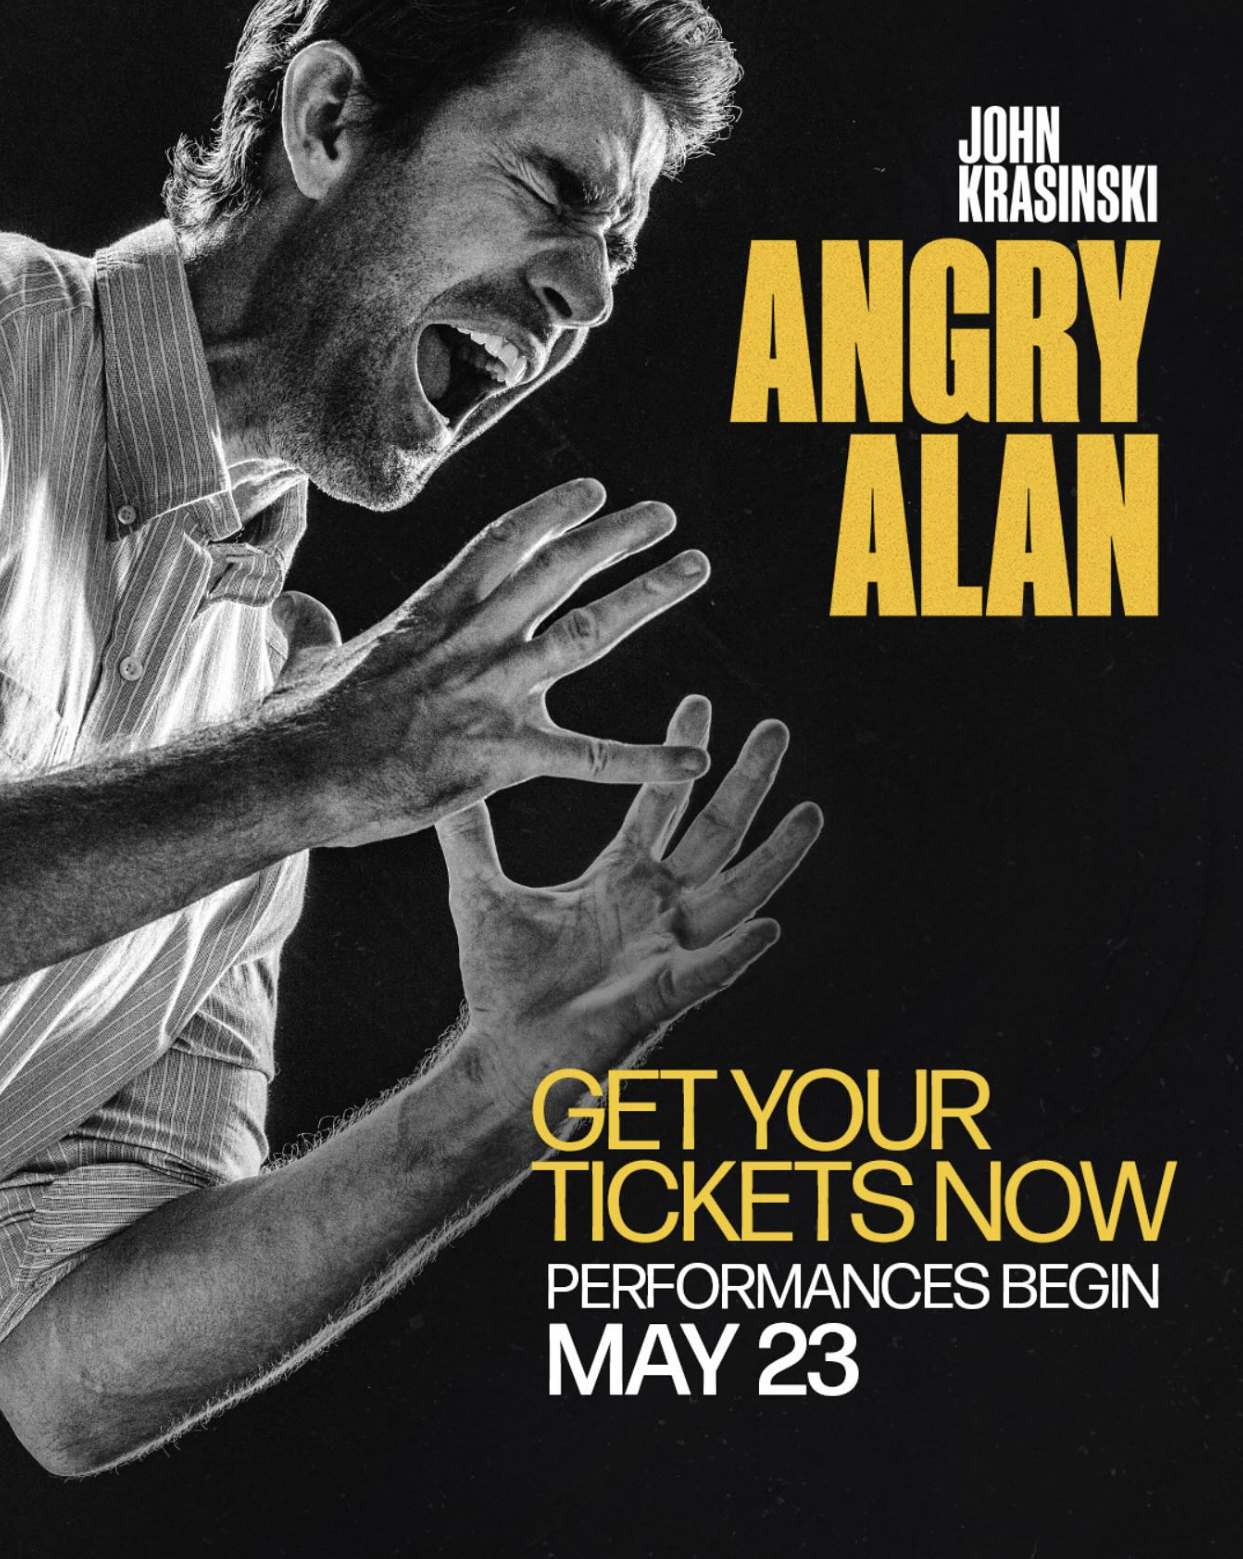 JOHN
KRASINSKI
ANGRY
ALAN
GET YOUR
TICKETS NOW
PERFORMANCES BEGIN
MAY 23